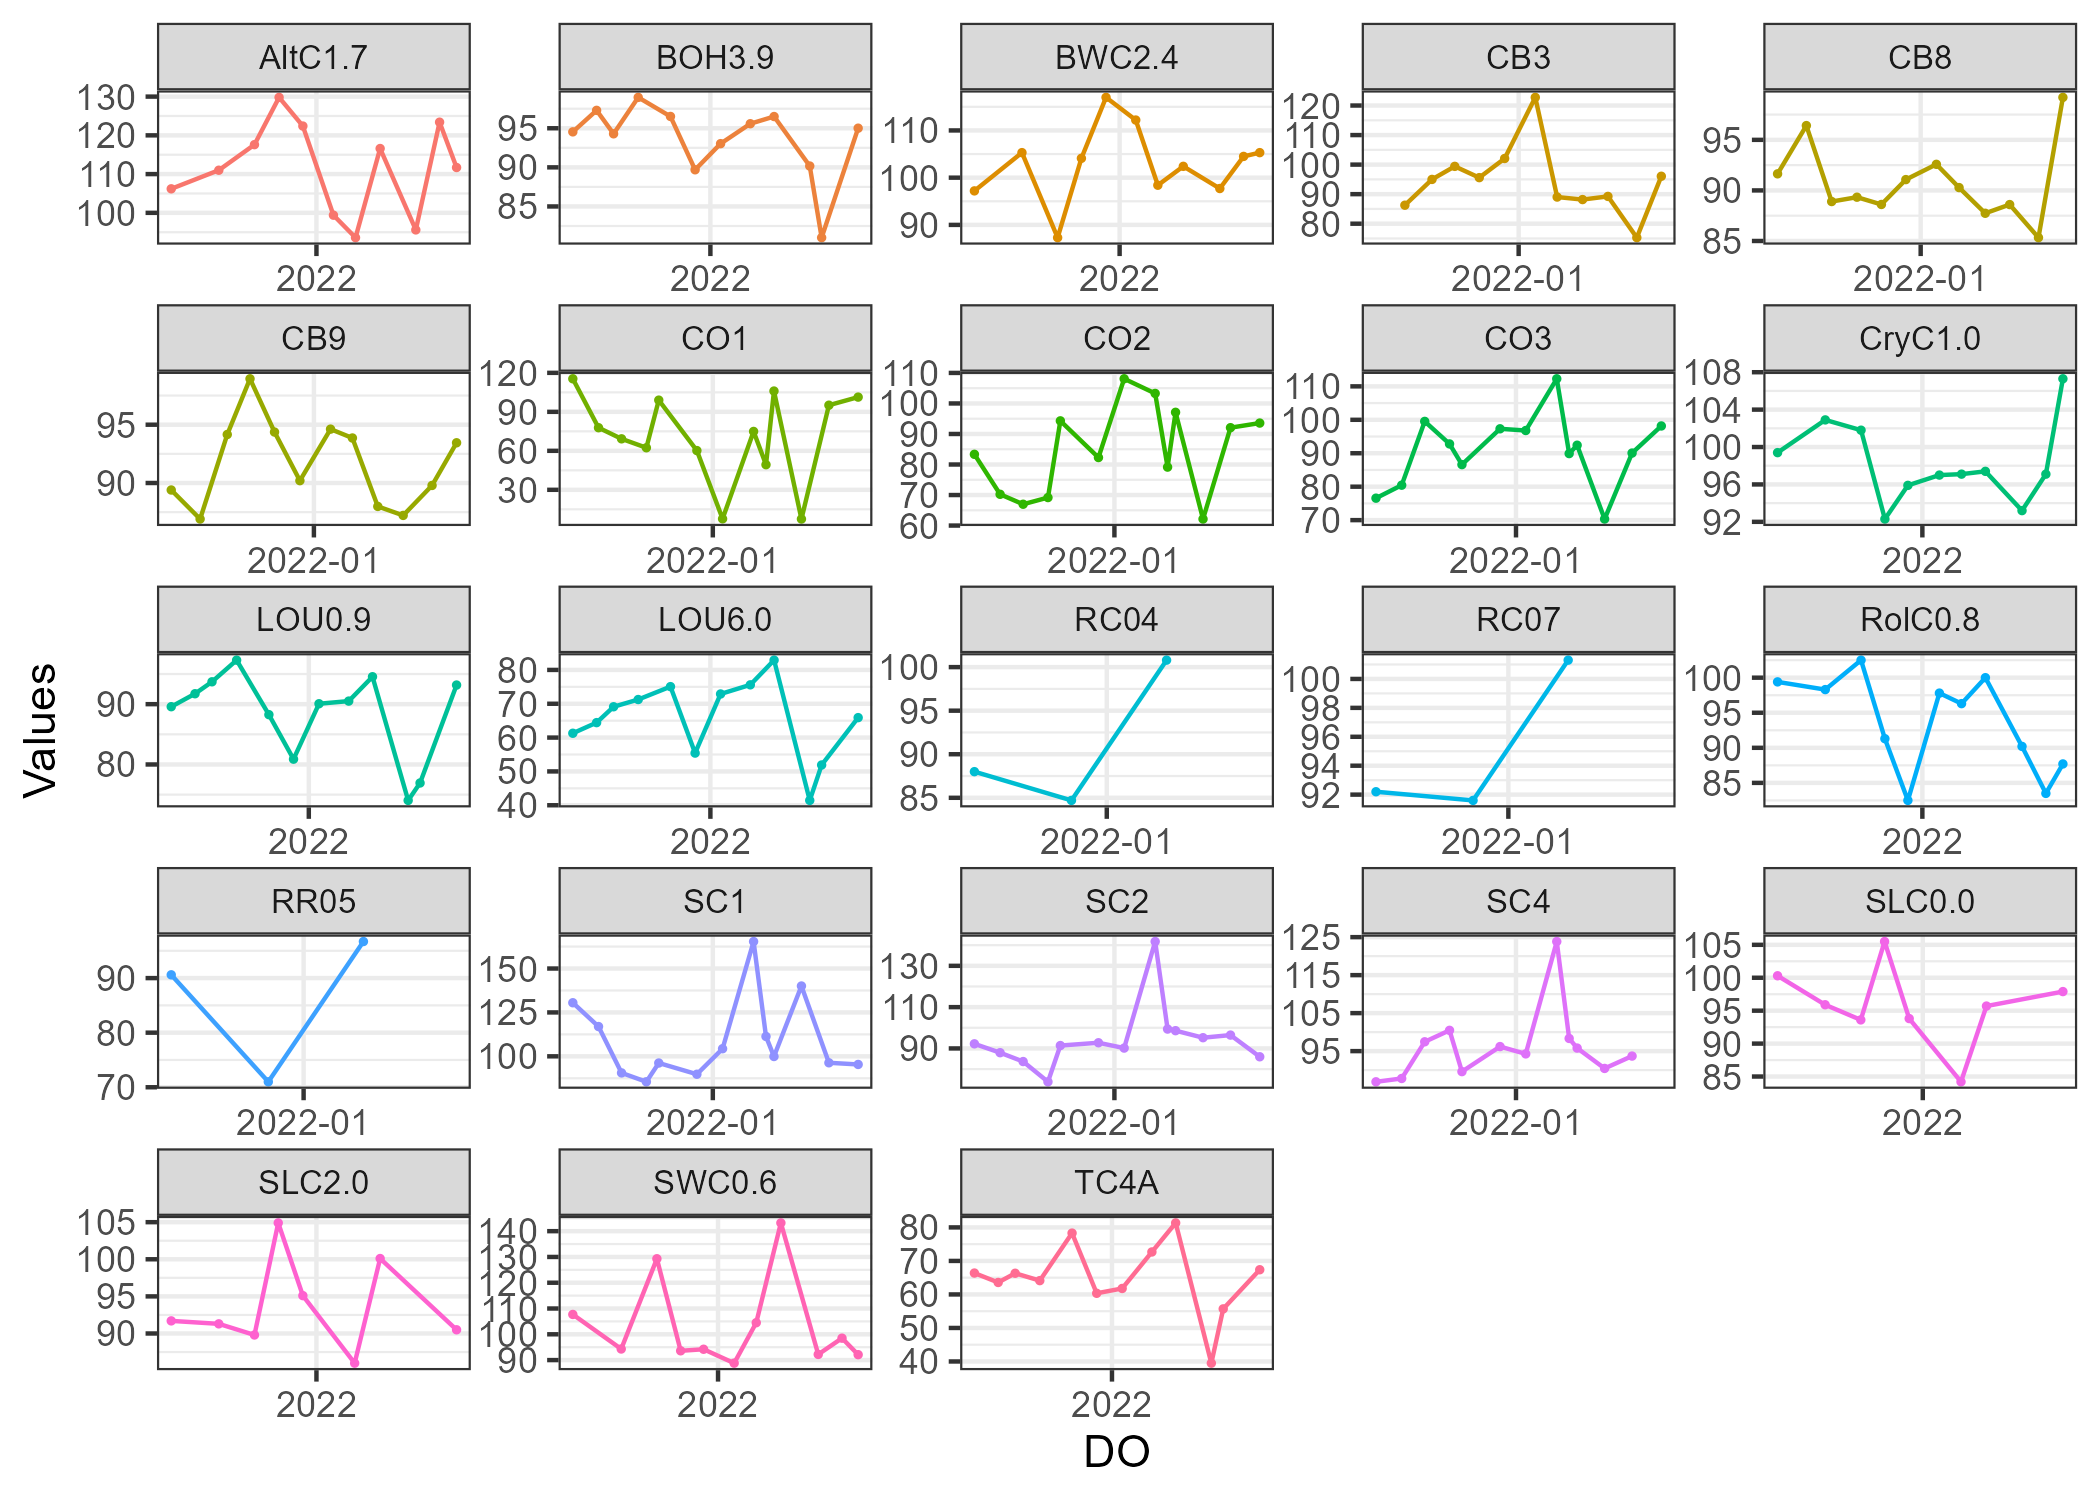 AltC1.7 BOH3.9 BWC2.4 CB3 CB8
130 120 110 100
95 90 85
110 100 90
120 110 100 90 80
95 90 85
2022 2022 2022 2022-01 2022-01
CB9 CO1 CO2 CO3 CryC1.0
95 90
120 90 60 30
110 100 90 80 70 60
110 100 90 80 70
108 104 100 96 92
2022-01 2022-01 2022-01 2022-01 2022
LOU0.9 LOU6.0 RC04 RC07 RolC0.8
90 80
80 70 60 50 40
100 95 90 85
100 98 96 94 92
100 95 90 85
2022 2022 2022-01 2022-01 2022
RR05 SC1 SC2 SC4 SLC0.0
90 80 70
150 125 100
130 110 90
125 115 105 95
105 100 95 90 85
2022-01 2022-01 2022-01 2022-01 2022
SLC2.0 SWC0.6 TC4A
105 100 95 90
140 130 120 110 100 90
80 70 60 50 40
2022 2022 2022
Values
DO